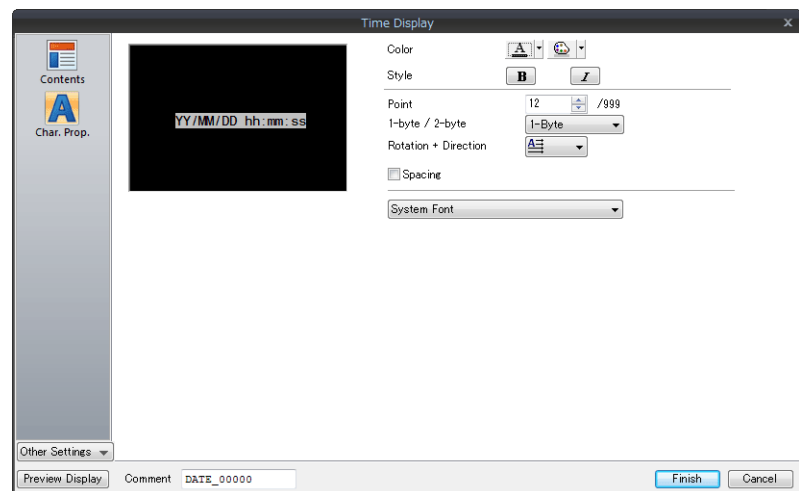 Time Display
x
Contents
Char. Prop.
YY/MM/DD hh:mm:ss
Color A
Style B I
Point 12 /999
1-byte / 2-byte 1-Byte
Rotation + Direction A
Spacing
System Font
Other Settings
Preview Display Comment DATE_00000 Finish Cancel